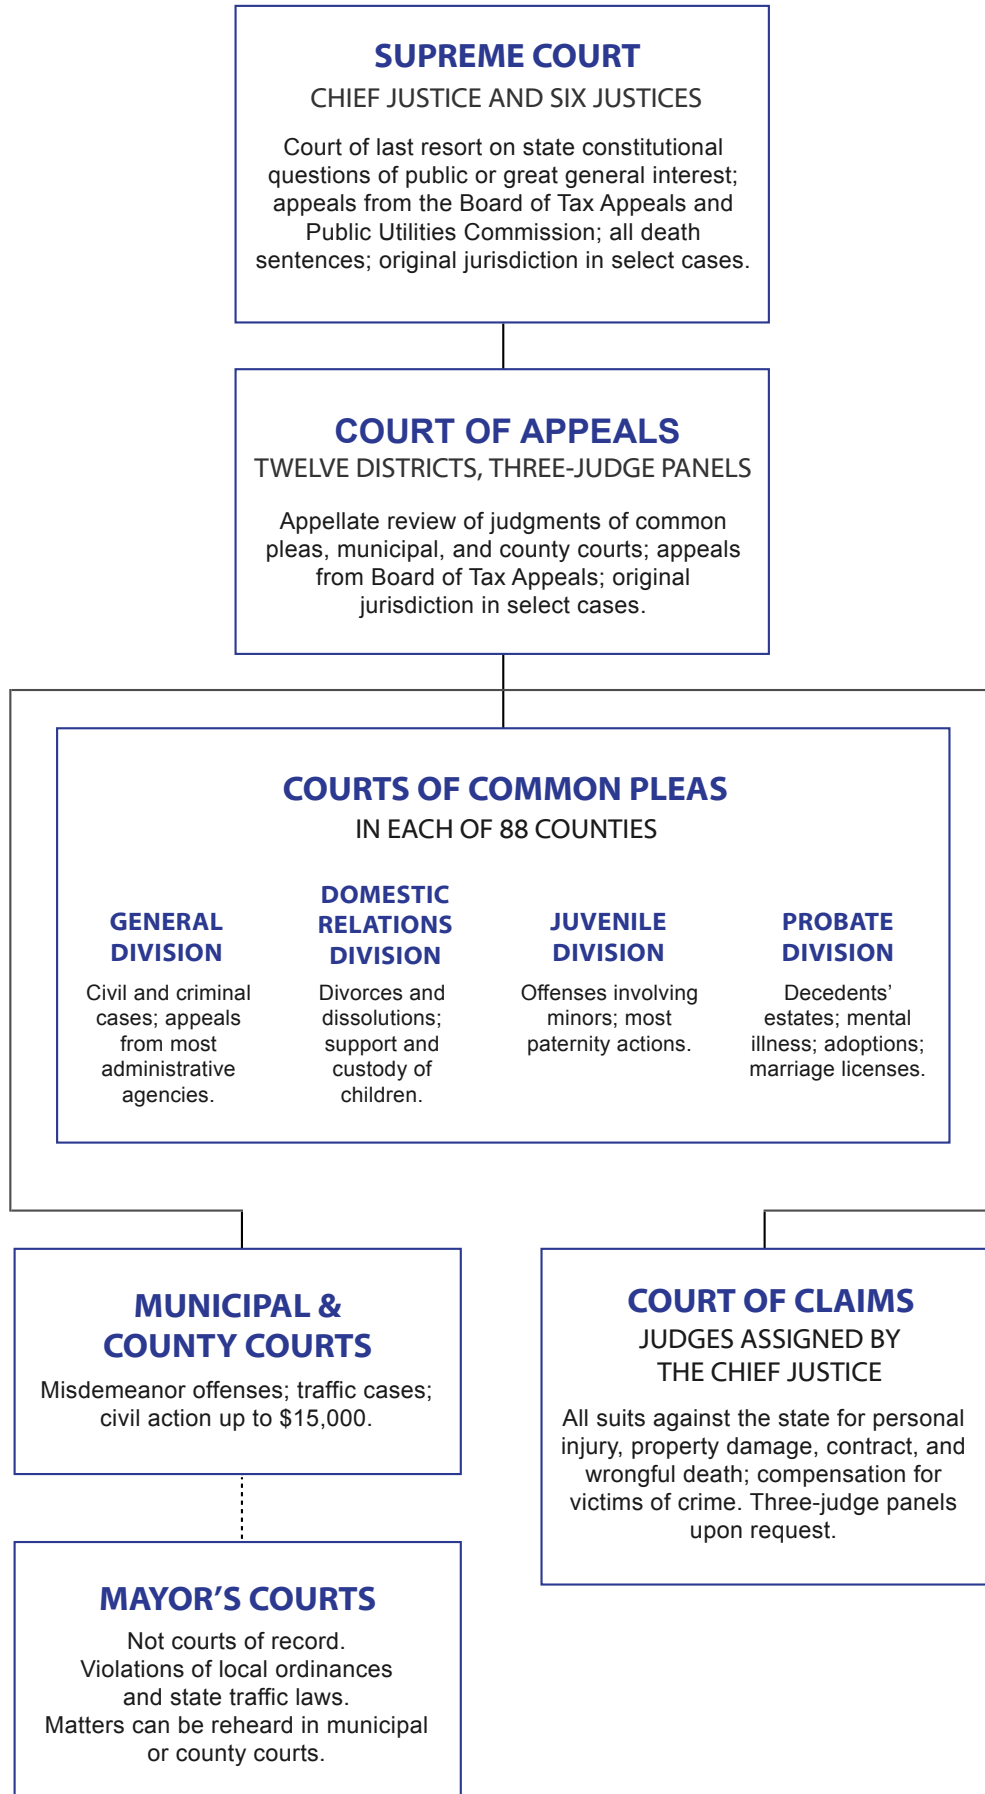 SUPREME COURT
CHIEF JUSTICE AND SIX JUSTICES
Court of last resort on state constitutional
questions of public or great general interest;
appeals from the Board of Tax Appeals and
Public Utilities Commission; all death
sentences; original jurisdiction in select cases.
COURT OF APPEALS
TWELVE DISTRICTS, THREE-JUDGE PANELS
Appellate review of judgments of common
pleas, municipal, and county courts; appeals
from Board of Tax Appeals; original
jurisdiction in select cases.
COURTS OF COMMON PLEAS
IN EACH OF 88 COUNTIES
GENERAL
DIVISION
Civil and criminal
cases; appeals
from most
administrative
agencies.
DOMESTIC
RELATIONS
DIVISION
Divorces and
dissolutions;
support and
custody of
children.
JUVENILE
DIVISION
Offenses involving
minors; most
paternity actions.
PROBATE
DIVISION
Decedents’
estates; mental
illness; adoptions;
marriage licenses.
MUNICIPAL &
COUNTY COURTS
Misdemeanor offenses; traffic cases;
civil action up to $15,000.
COURT OF CLAIMS
JUDGES ASSIGNED BY
THE CHIEF JUSTICE
All suits against the state for personal
injury, property damage, contract, and
wrongful death; compensation for
victims of crime. Three-judge panels
upon request.
MAYOR’S COURTS
Not courts of record.
Violations of local ordinances
and state traffic laws.
Matters can be reheard in municipal
or county courts.